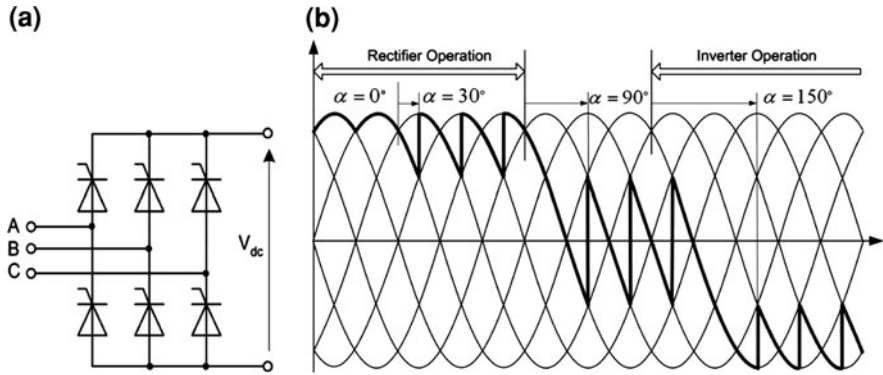 (a)
A
B
C
V_dc
(b)
Rectifier Operation
Inverter Operation
α = 0°
α = 30°
α = 90°
α = 150°